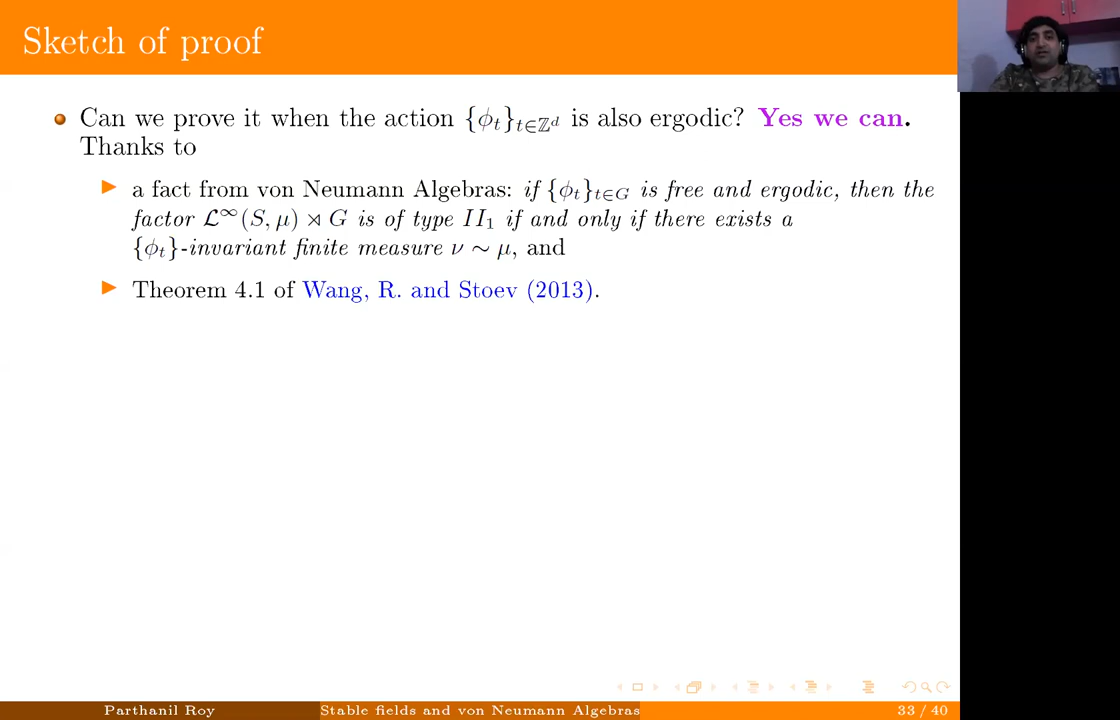 Sketch of proof
Can we prove it when the action {ϕ_t}_{t∈ℤ^d} is also ergodic? Yes we can.
Thanks to
a fact from von Neumann Algebras: if {ϕ_t}_{t∈G} is free and ergodic, then the
factor ℒ^∞(S, μ) ⋊ G is of type II_1 if and only if there exists a
{ϕ_t}-invariant finite measure ν ∼ μ, and
Theorem 4.1 of Wang, R. and Stoev (2013).
Parthanil Roy
Stable fields and von Neumann Algebras
33 / 40